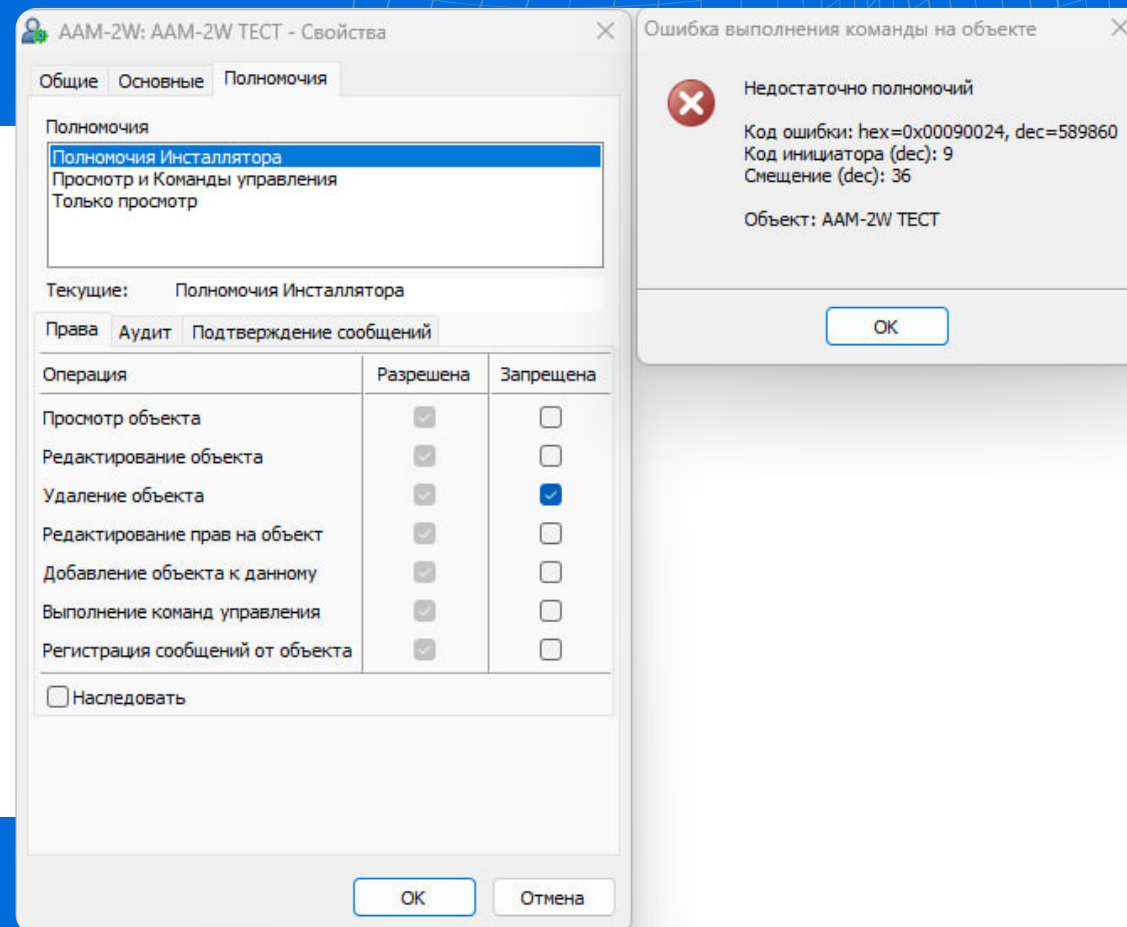 AAM-2W: AAM-2W ТЕСТ - Свойства
Общие Основные Полномочия
Полномочия
Полномочия Инсталлятора
Просмотр и Команды управления
Только просмотр
Текущие: Полномочия Инсталлятора
Права Аудит Подтверждение сообщений
Операция Разрешена Запрещена
Просмотр объекта
Редактирование объекта
Удаление объекта
Редактирование прав на объект
Добавление объекта к данному
Выполнение команд управления
Регистрация сообщений от объекта
Наследовать
ОК Отмена
Ошибка выполнения команды на объекте
Недостаточно полномочий
Код ошибки: hex=0x00090024, dec=589860
Код инициатора (dec): 9
Смещение (dec): 36
Объект: AAM-2W ТЕСТ
ОК